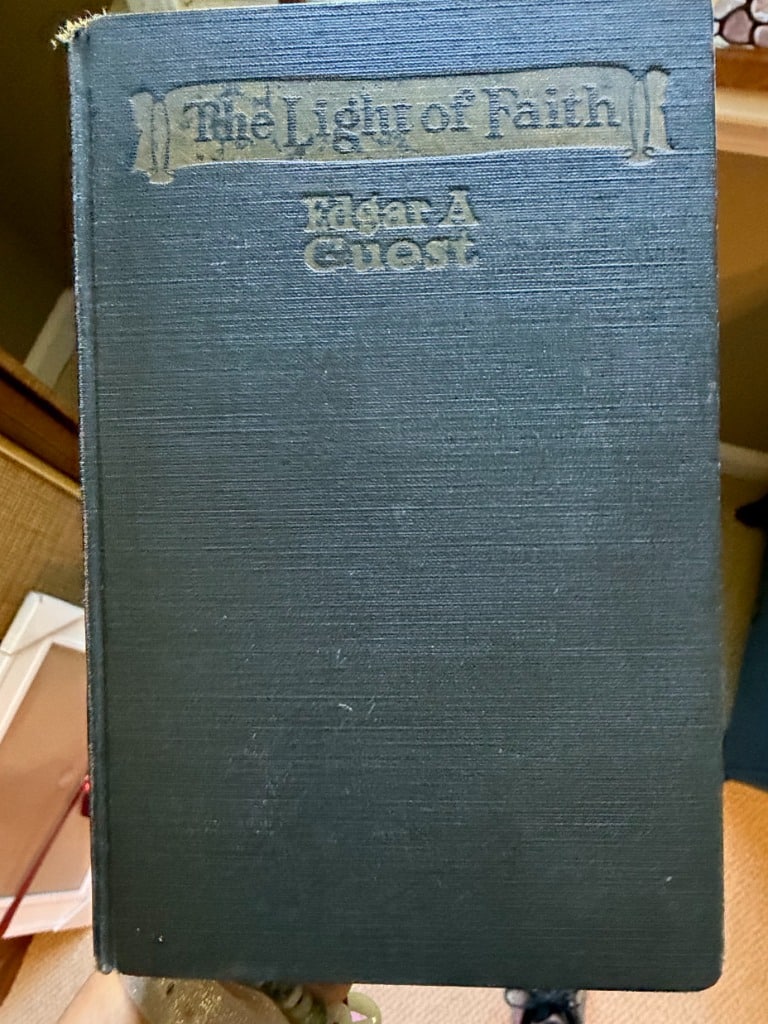 The Light of Faith
Edgar A
Guest